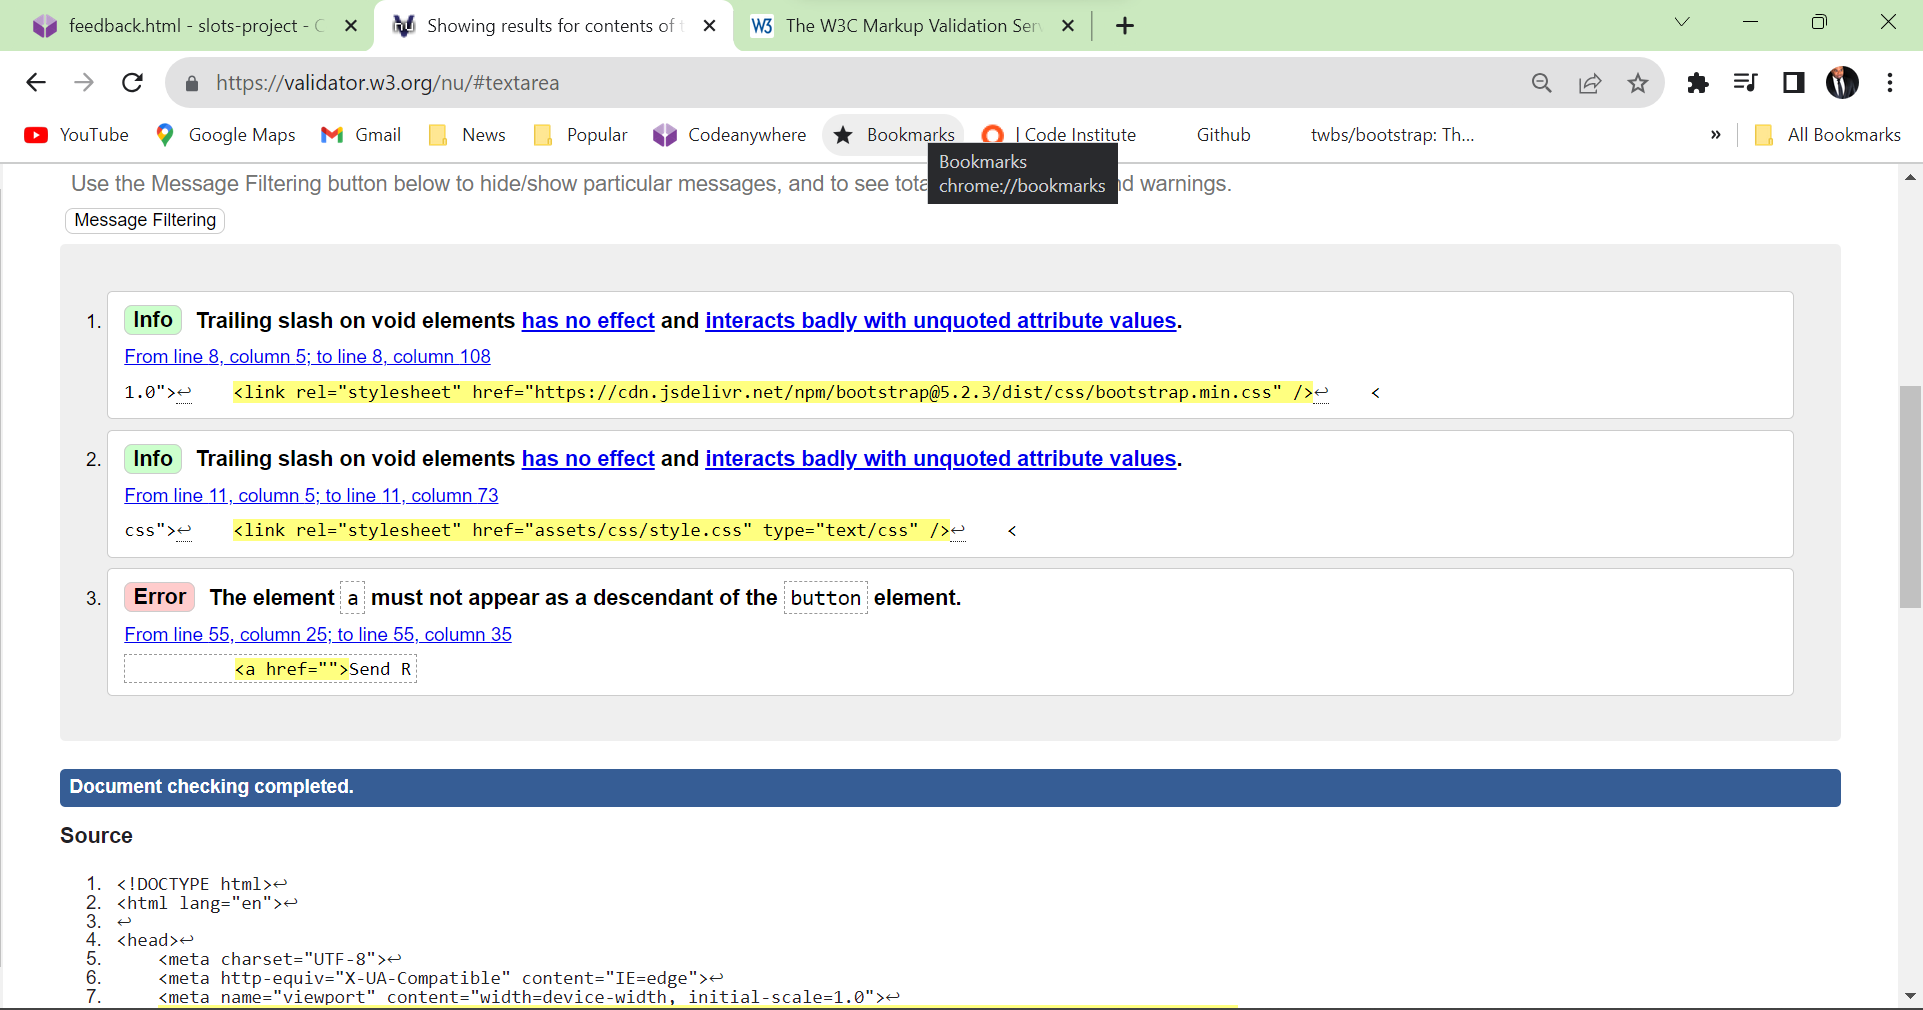 feedback.html - slots-project - C
Showing results for contents of t
The W3C Markup Validation Ser
https://validator.w3.org/nu/#textarea
YouTube Google Maps Gmail News Popular Codeanywhere Bookmarks | Code Institute Github twbs/bootstrap: Th... » All Bookmarks
Bookmarks
chrome://bookmarks
Use the Message Filtering button below to hide/show particular messages, and to see tota d warnings.
Message Filtering
1. Info Trailing slash on void elements has no effect and interacts badly with unquoted attribute values.
From line 8, column 5; to line 8, column 108
1.0">↩ <link rel="stylesheet" href="https://cdn.jsdelivr.net/npm/bootstrap@5.2.3/dist/css/bootstrap.min.css" />↩ <
2. Info Trailing slash on void elements has no effect and interacts badly with unquoted attribute values.
From line 11, column 5; to line 11, column 73
css">↩ <link rel="stylesheet" href="assets/css/style.css" type="text/css" />↩ <
3. Error The element a must not appear as a descendant of the button element.
From line 55, column 25; to line 55, column 35
<a href="">Send R
Document checking completed.
Source
1. <!DOCTYPE html>↩
2. <html lang="en">↩
3. ↩
4. <head>↩
5. <meta charset="UTF-8">↩
6. <meta http-equiv="X-UA-Compatible" content="IE=edge">↩
7. <meta name="viewport" content="width=device-width, initial-scale=1.0">↩